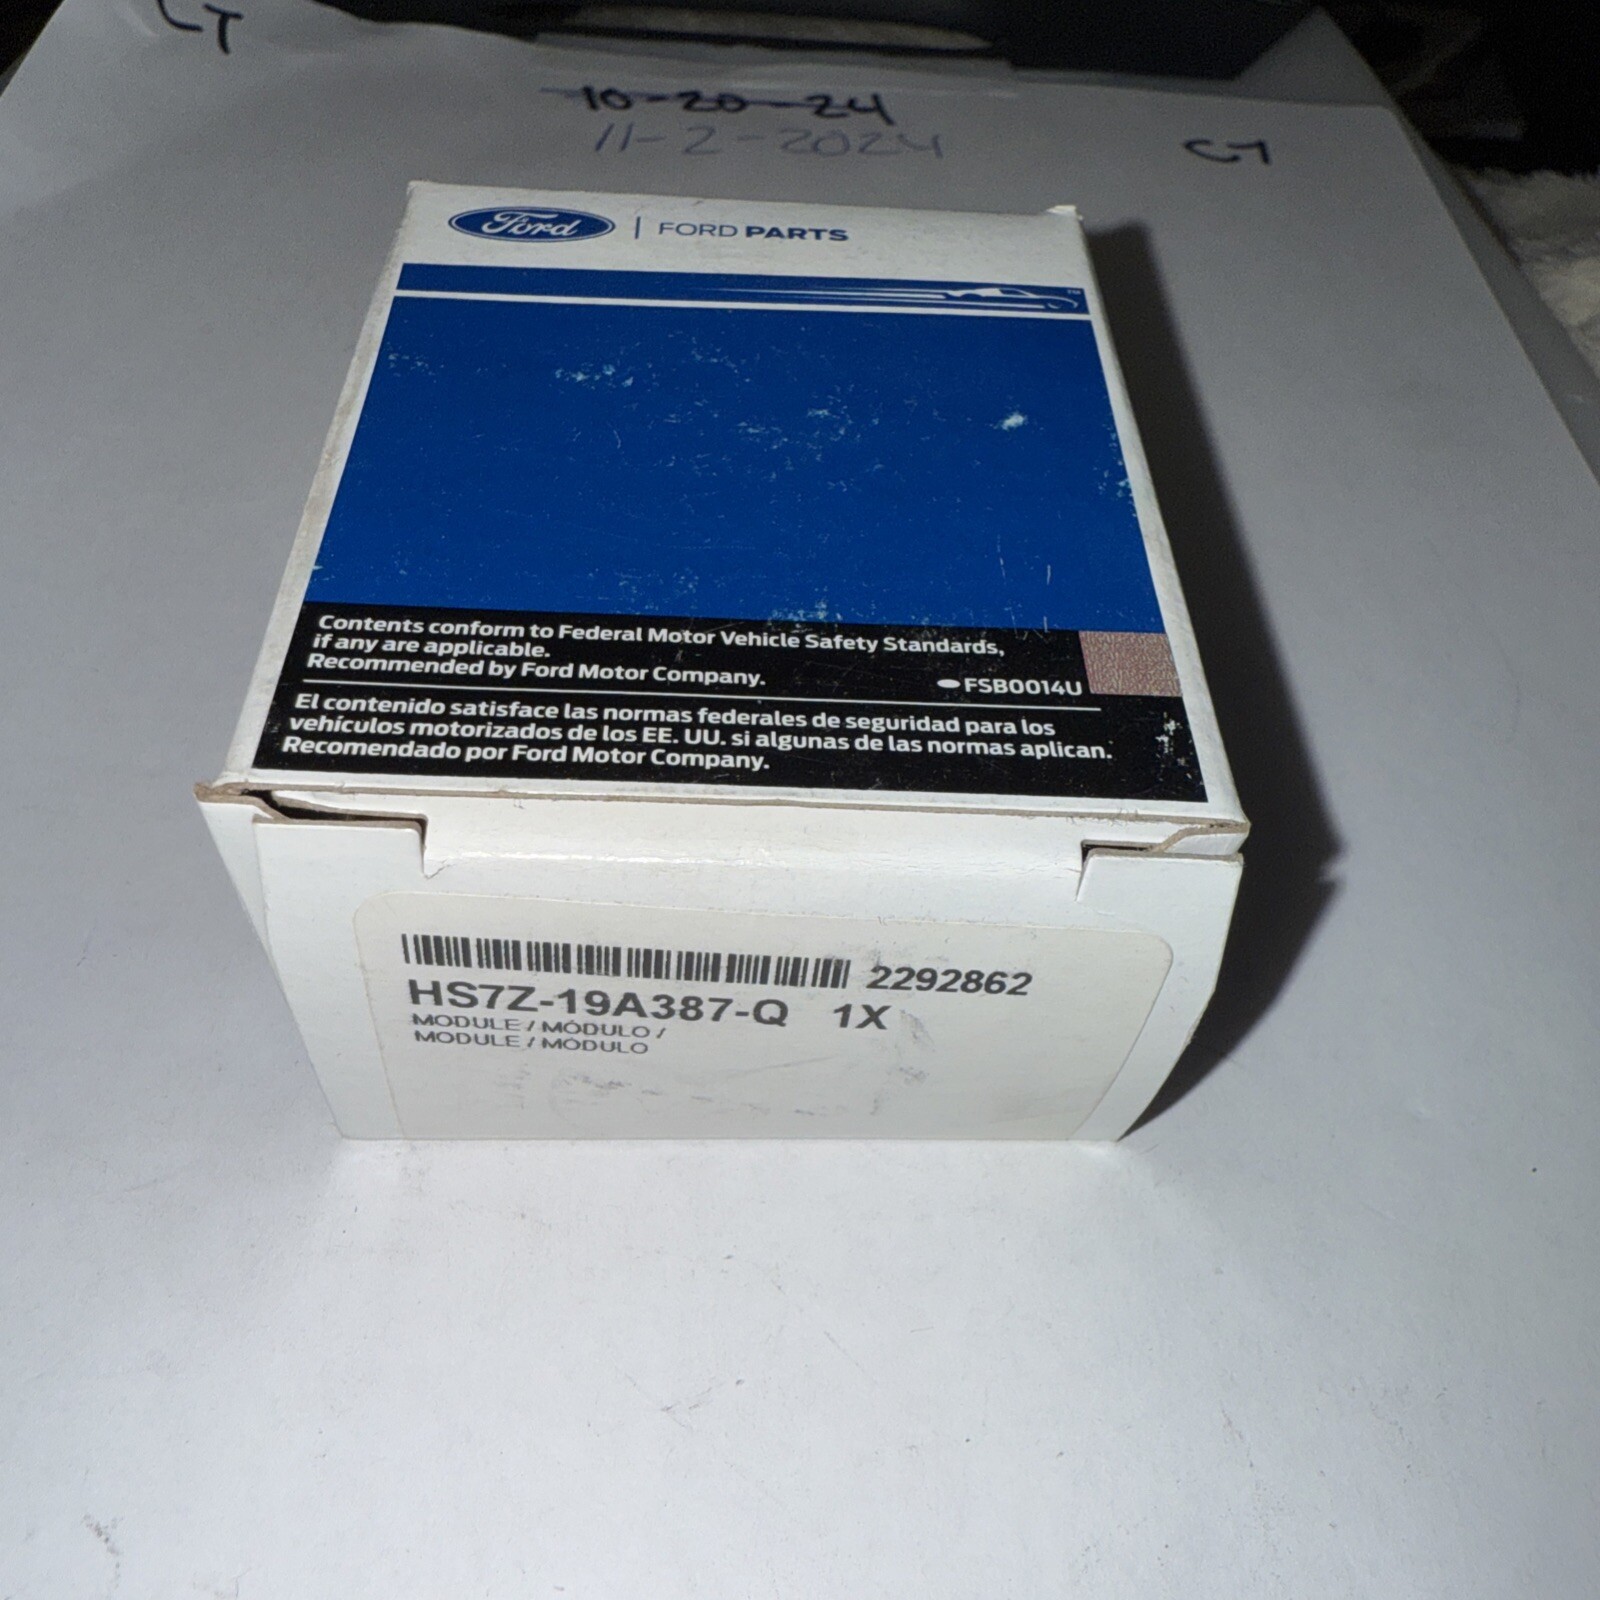 CT
10-20-24
11-2-2024
CT
Ford | FORD PARTS
TM
Contents conform to Federal Motor Vehicle Safety Standards,
if any are applicable.
Recommended by Ford Motor Company.
FSB0014U
El contenido satisface las normas federales de seguridad para los
vehículos motorizados de los EE. UU. si algunas de las normas aplican.
Recomendado por Ford Motor Company.
2292862
HS7Z-19A387-Q 1X
MODULE / MÓDULO /
MODULE / MÓDULO